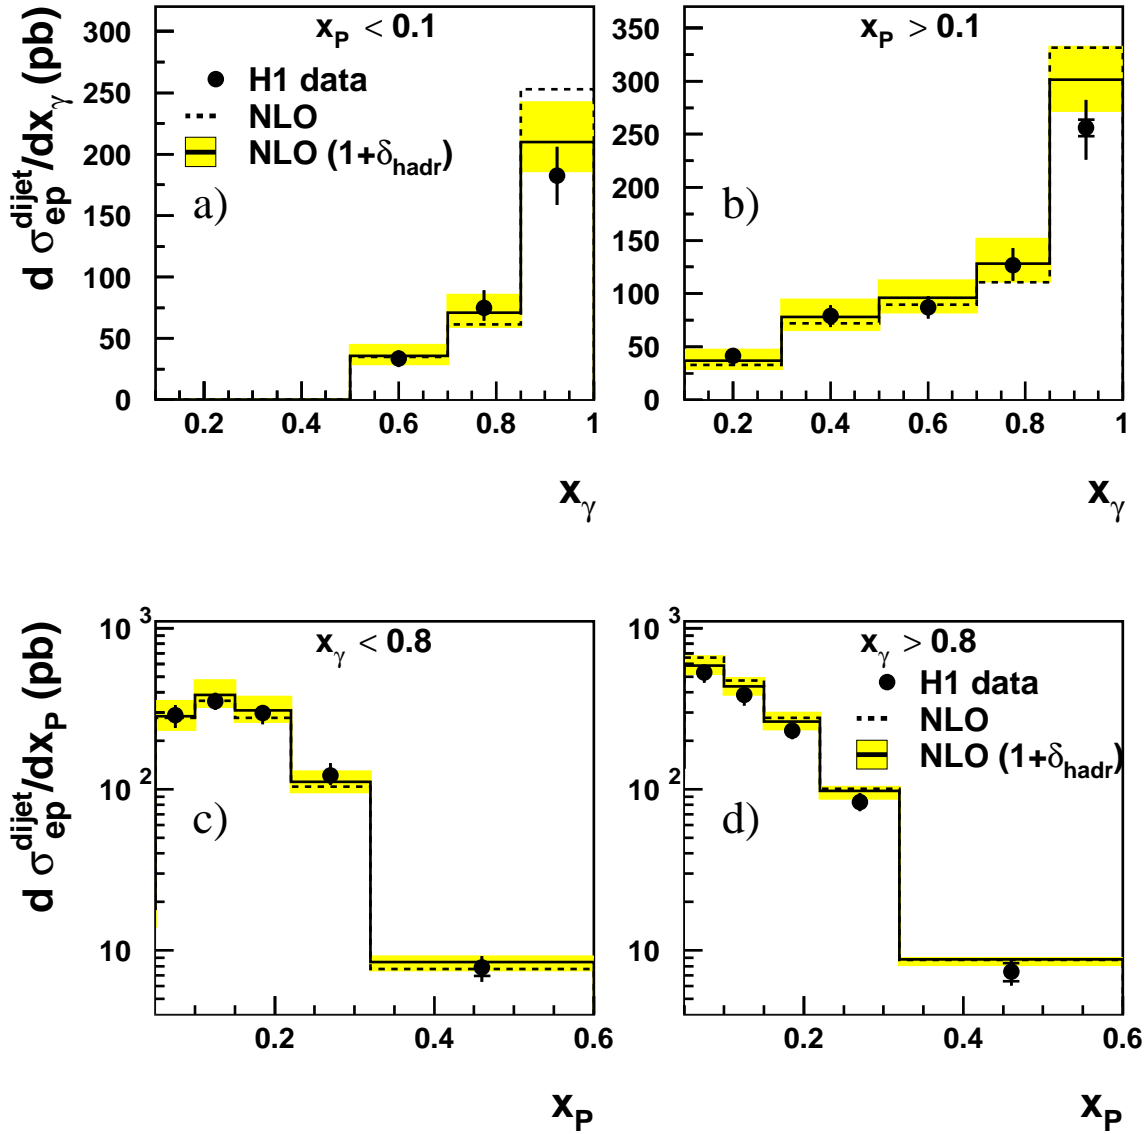 d σ_ep^dijet/dx_γ (pb)
x_P < 0.1
H1 data
NLO
NLO (1+δ_hadr)
a)
300
250
200
150
100
50
0
0.2 0.4 0.6 0.8 1
x_γ
x_P > 0.1
b)
350
300
250
200
150
100
50
0
0.2 0.4 0.6 0.8 1
x_γ
d σ_ep^dijet/dx_P (pb)
x_γ < 0.8
c)
10^3
10^2
10
0.2 0.4 0.6
x_P
x_γ > 0.8
H1 data
NLO
NLO (1+δ_hadr)
d)
10^3
10^2
10
0.2 0.4 0.6
x_P